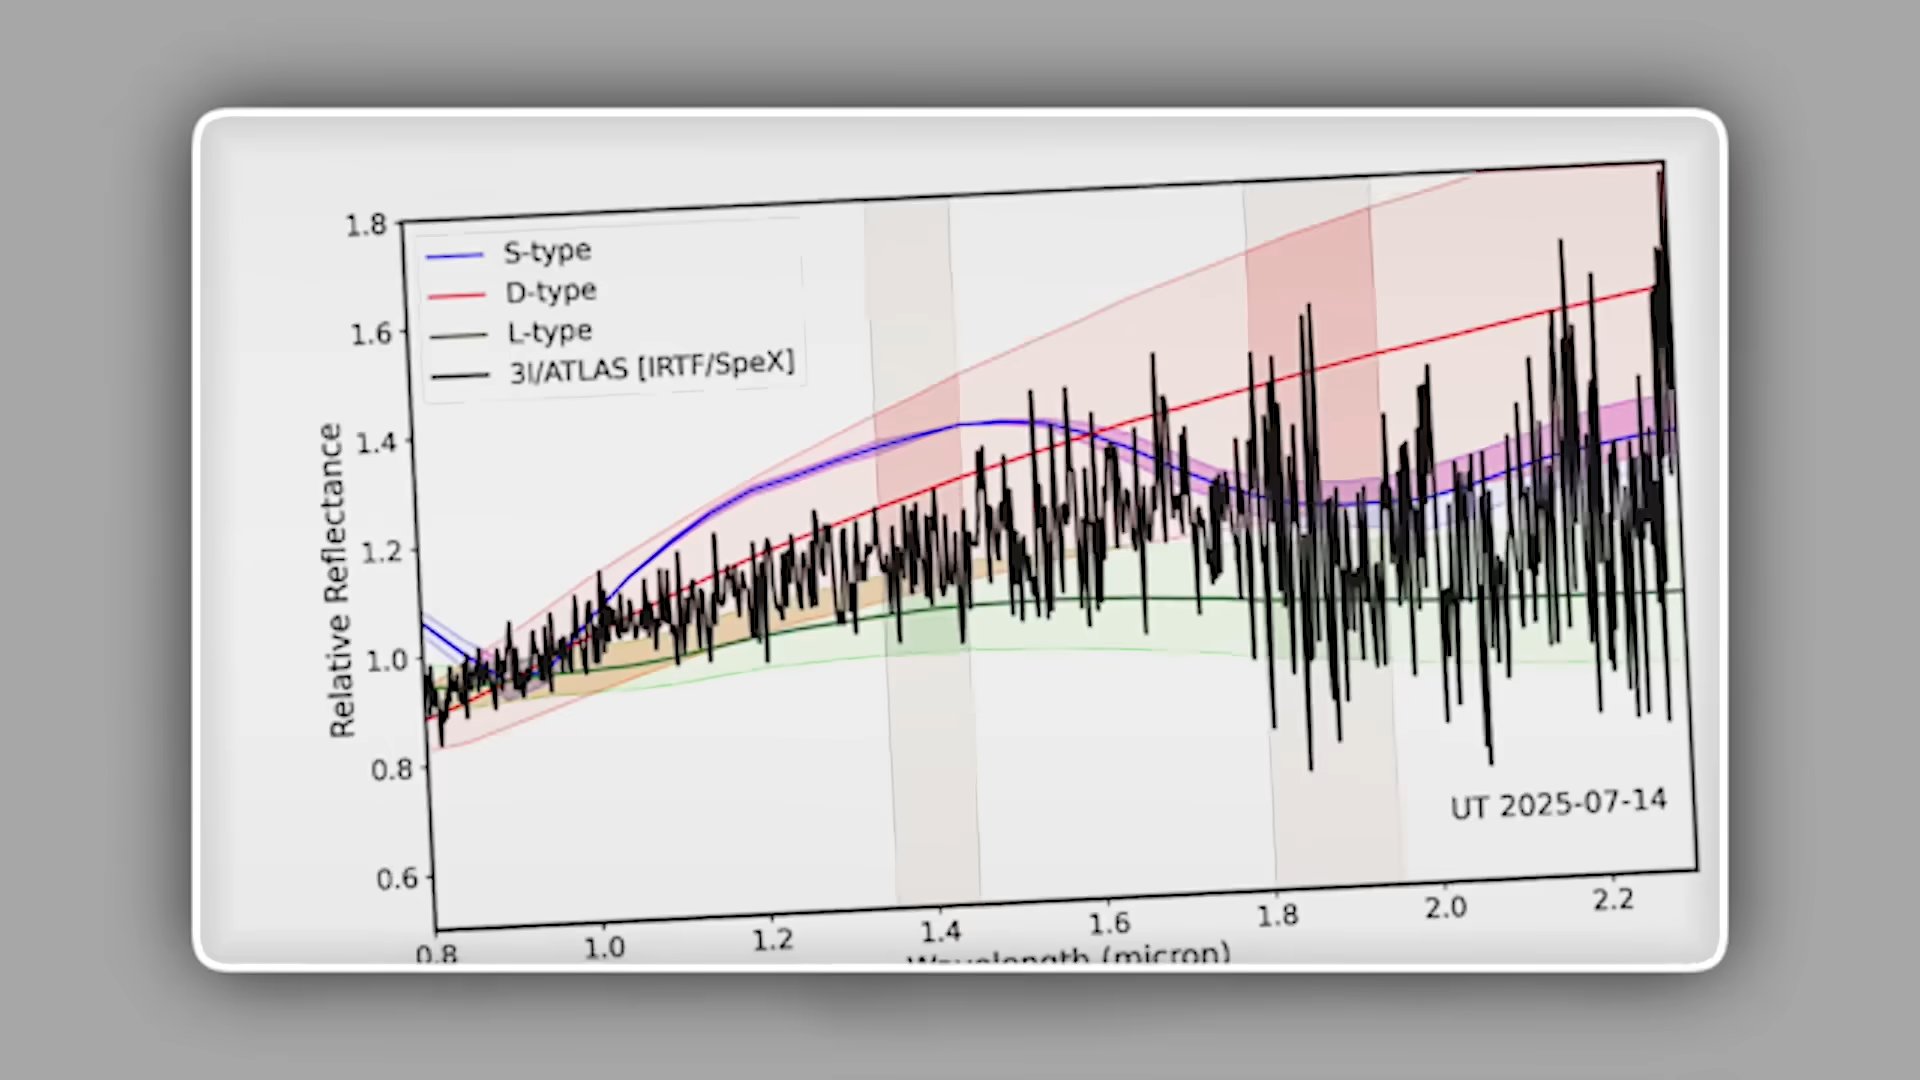 1.8
S-type
D-type
L-type
3I/ATLAS [IRTF/SpeX]
1.6
1.4
1.2
1.0
0.8
0.6
Relative Reflectance
UT 2025-07-14
0.8 1.0 1.2 1.4 1.6 1.8 2.0 2.2
Wavelength (micron)